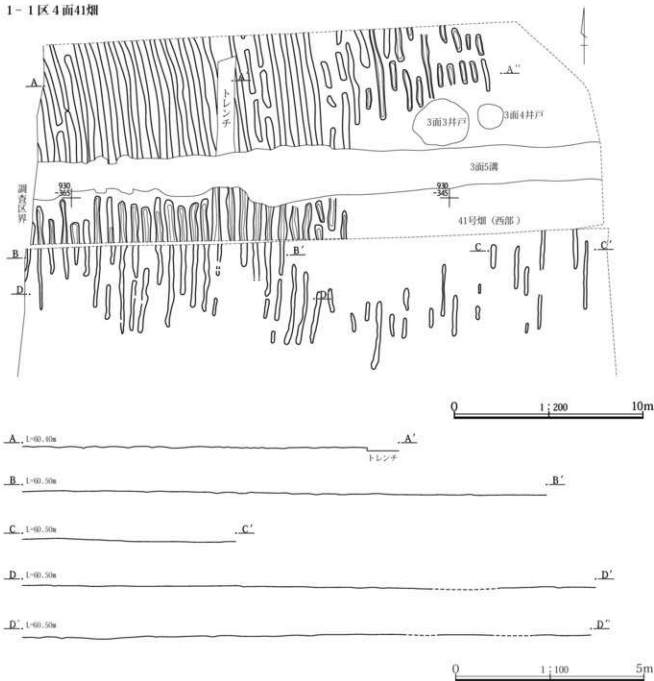 1-1区4面41畑
A
A'
A"
トレンチ
3面3井戸
3面4井戸
3面5溝
調査区界
930
-365
930
-345
41号畑(西部)
B
B'
C
C'
D
D'
0 1:200 10m
A L=60.40m A'
トレンチ
B L=60.50m B'
C L=60.50m C'
D L=60.50m D'
D' L=60.50m D"
0 1:100 5m